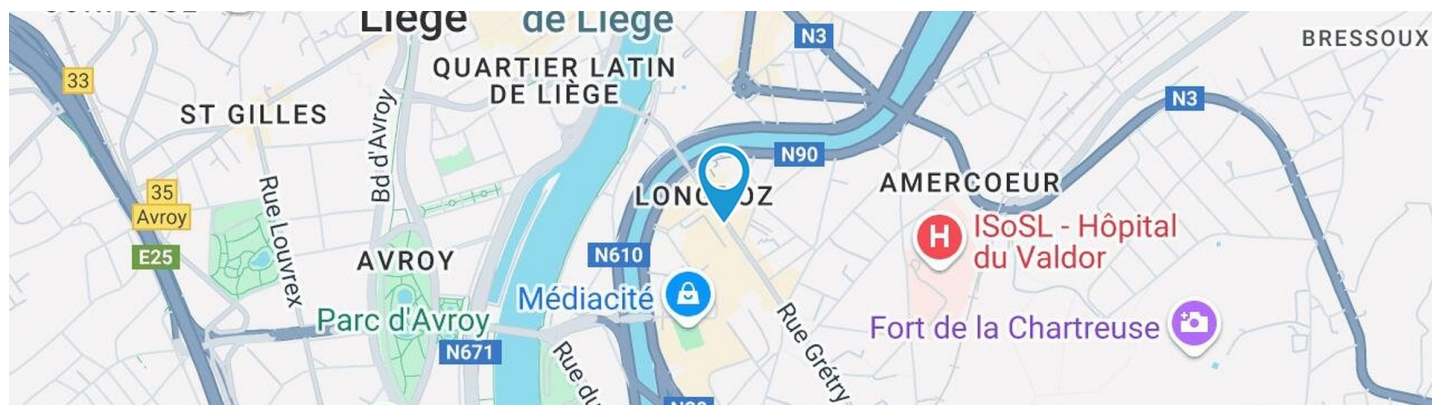 Liège
de Liège
N3
BRESSOUX
33
QUARTIER LATIN
DE LIÈGE
ST GILLES
N3
Bd d'Avroy
N90
35
Avroy
Rue Louvrex
AMERCOEUR
E25
AVROY
N610
ISoSL - Hôpital
du Valdor
Médiacité
Parc d'Avroy
Fort de la Chartreuse
N671
Rue Grétry
Rue du